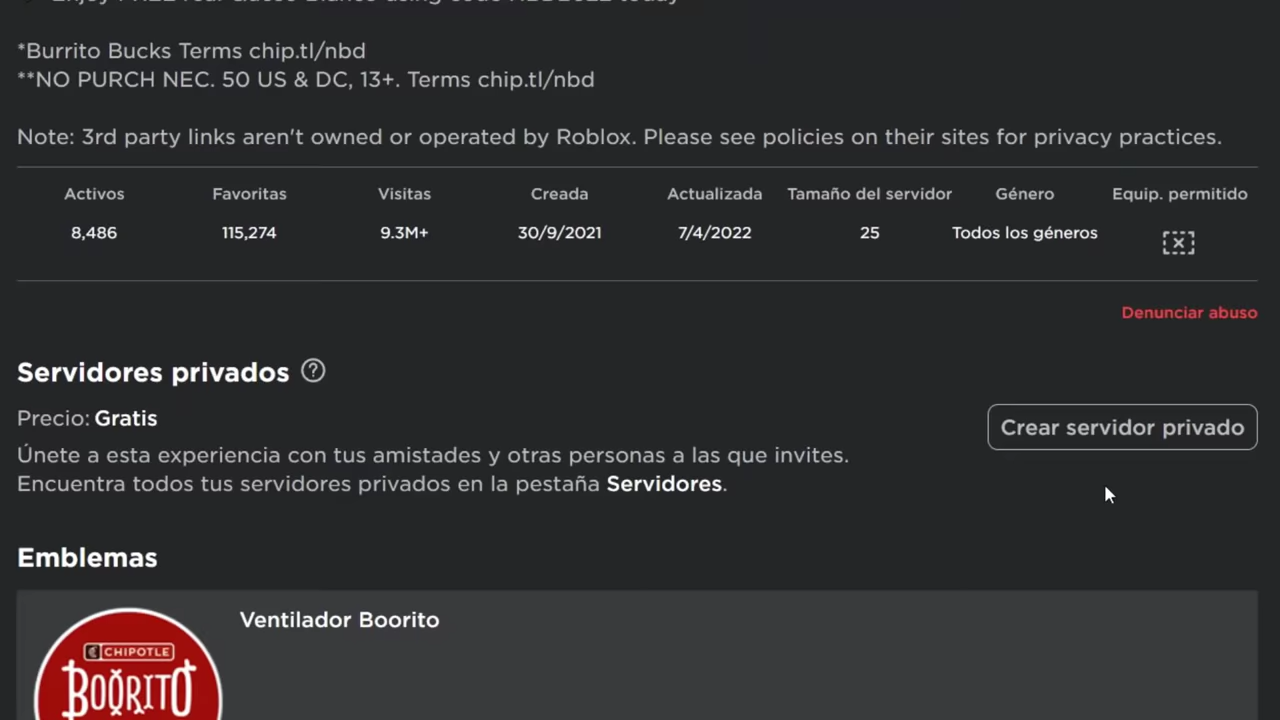 *Burrito Bucks Terms chip.tl/nbd
**NO PURCH NEC. 50 US & DC, 13+. Terms chip.tl/nbd
Note: 3rd party links aren't owned or operated by Roblox. Please see policies on their sites for privacy practices.
Activos Favoritas Visitas Creada Actualizada Tamaño del servidor Género Equip. permitido
8,486 115,274 9.3M+ 30/9/2021 7/4/2022 25 Todos los géneros
Denunciar abuso
Servidores privados
Precio: Gratis
Crear servidor privado
Únete a esta experiencia con tus amistades y otras personas a las que invites.
Encuentra todos tus servidores privados en la pestaña Servidores.
Emblemas
Ventilador Boorito
CHIPOTLE
BOORITO